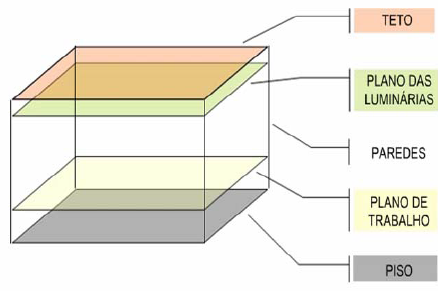 TETO
PLANO DAS
LUMINÁRIAS
PAREDES
PLANO DE
TRABALHO
PISO